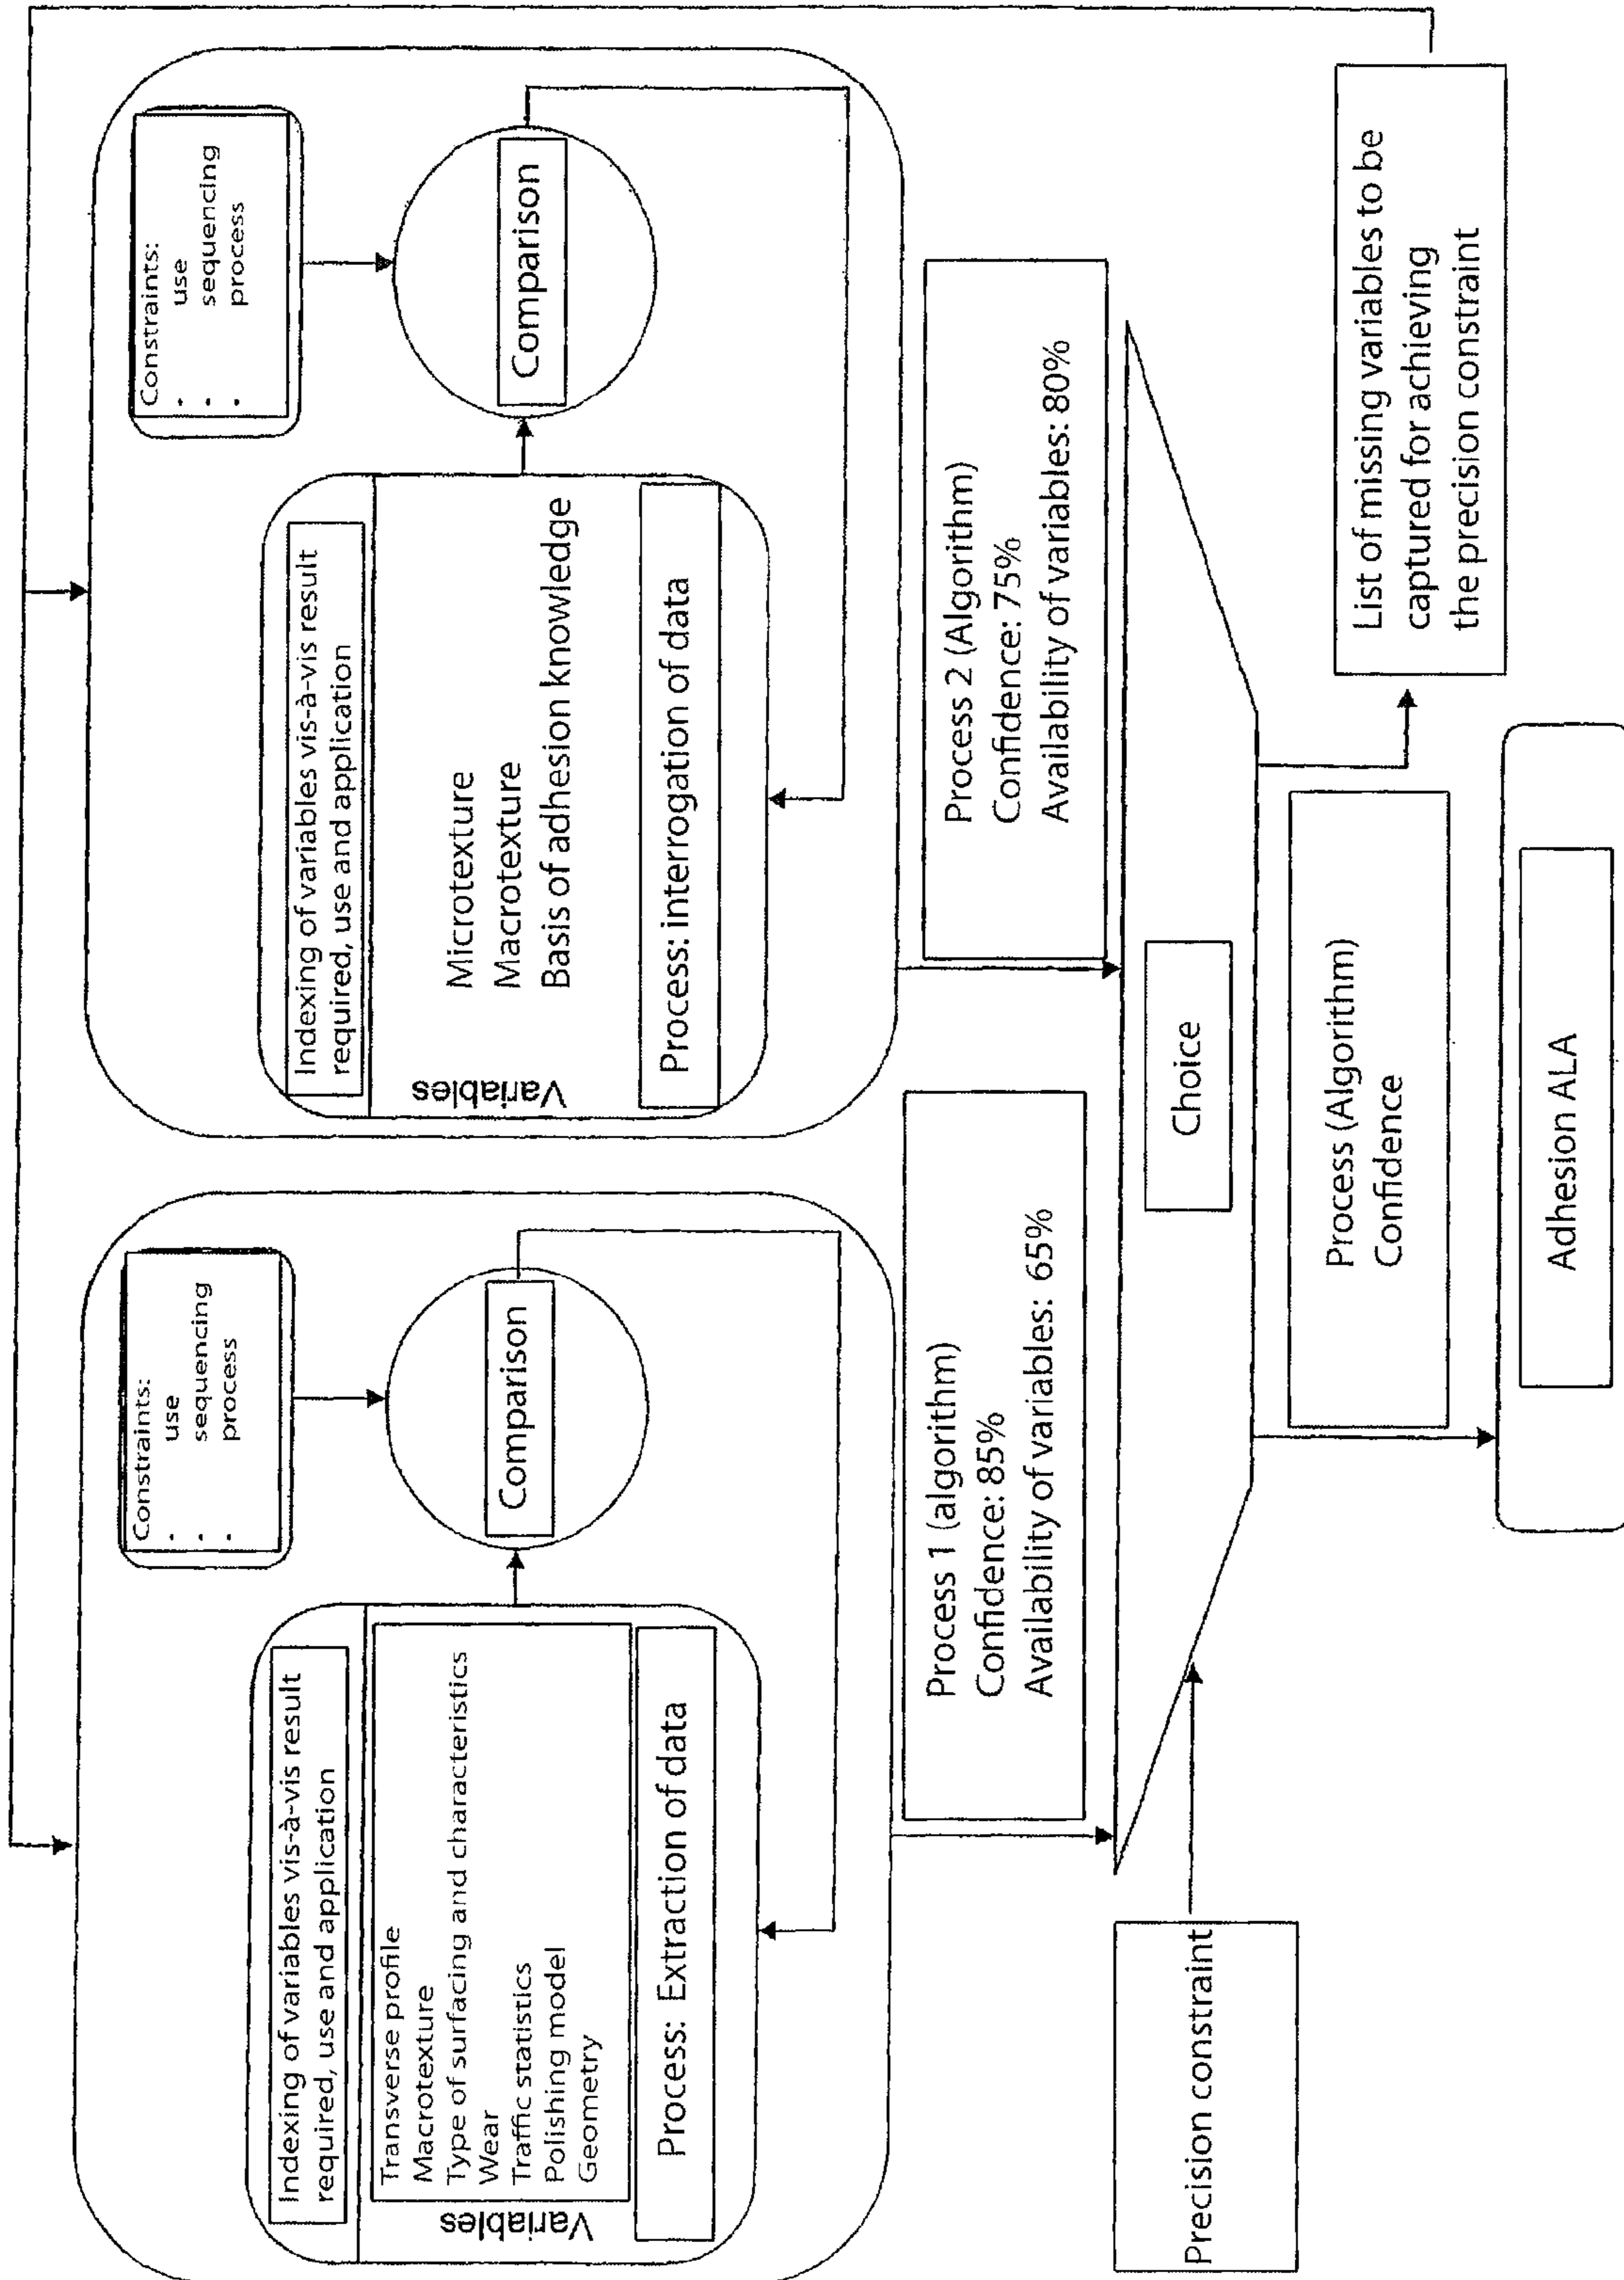 Constraints:
- use
- sequencing
- process
Indexing of variables vis-à-vis result
required, use and application
Variables
Transverse profile
Macrotexture
Type of surfacing and characteristics
Wear
Traffic statistics
Polishing model
Geometry
Process: Extraction of data
Comparison
Constraints:
- use
- sequencing
- process
Indexing of variables vis-à-vis result
required, use and application
Variables
Microtexture
Macrotexture
Basis of adhesion knowledge
Process: interrogation of data
Comparison
Process 1 (algorithm)
Confidence: 85%
Availability of variables: 65%
Process 2 (Algorithm)
Confidence: 75%
Availability of variables: 80%
Precision constraint
Choice
Process (Algorithm)
Confidence
List of missing variables to be
captured for achieving
the precision constraint
Adhesion ALA